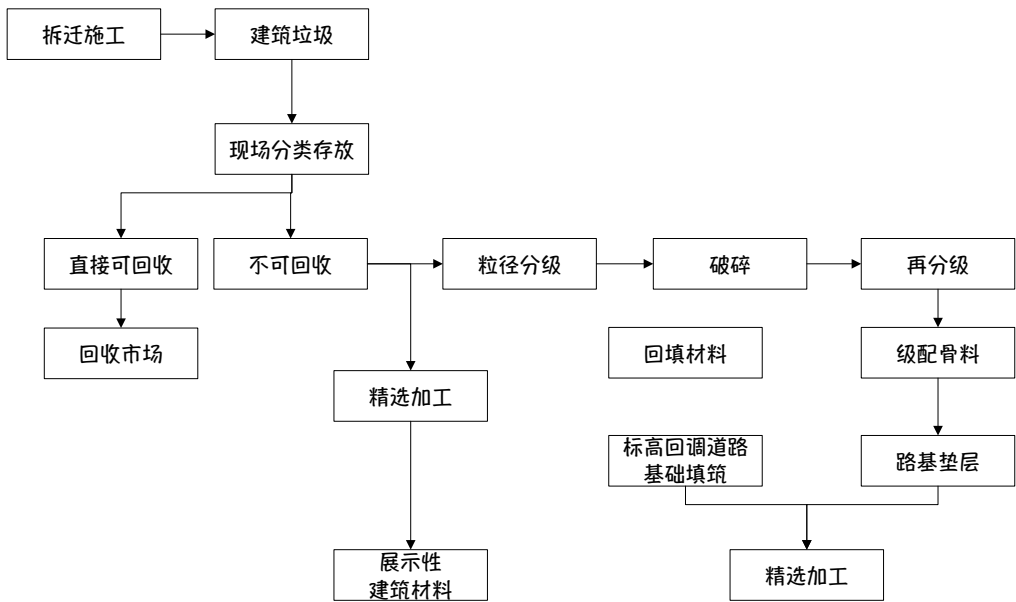 拆迁施工
建筑垃圾
现场分类存放
直接可回收
不可回收
粒径分级
破碎
再分级
回收市场
回填材料
级配骨料
精选加工
标高回调道路
基础填筑
路基垫层
展示性
建筑材料
精选加工